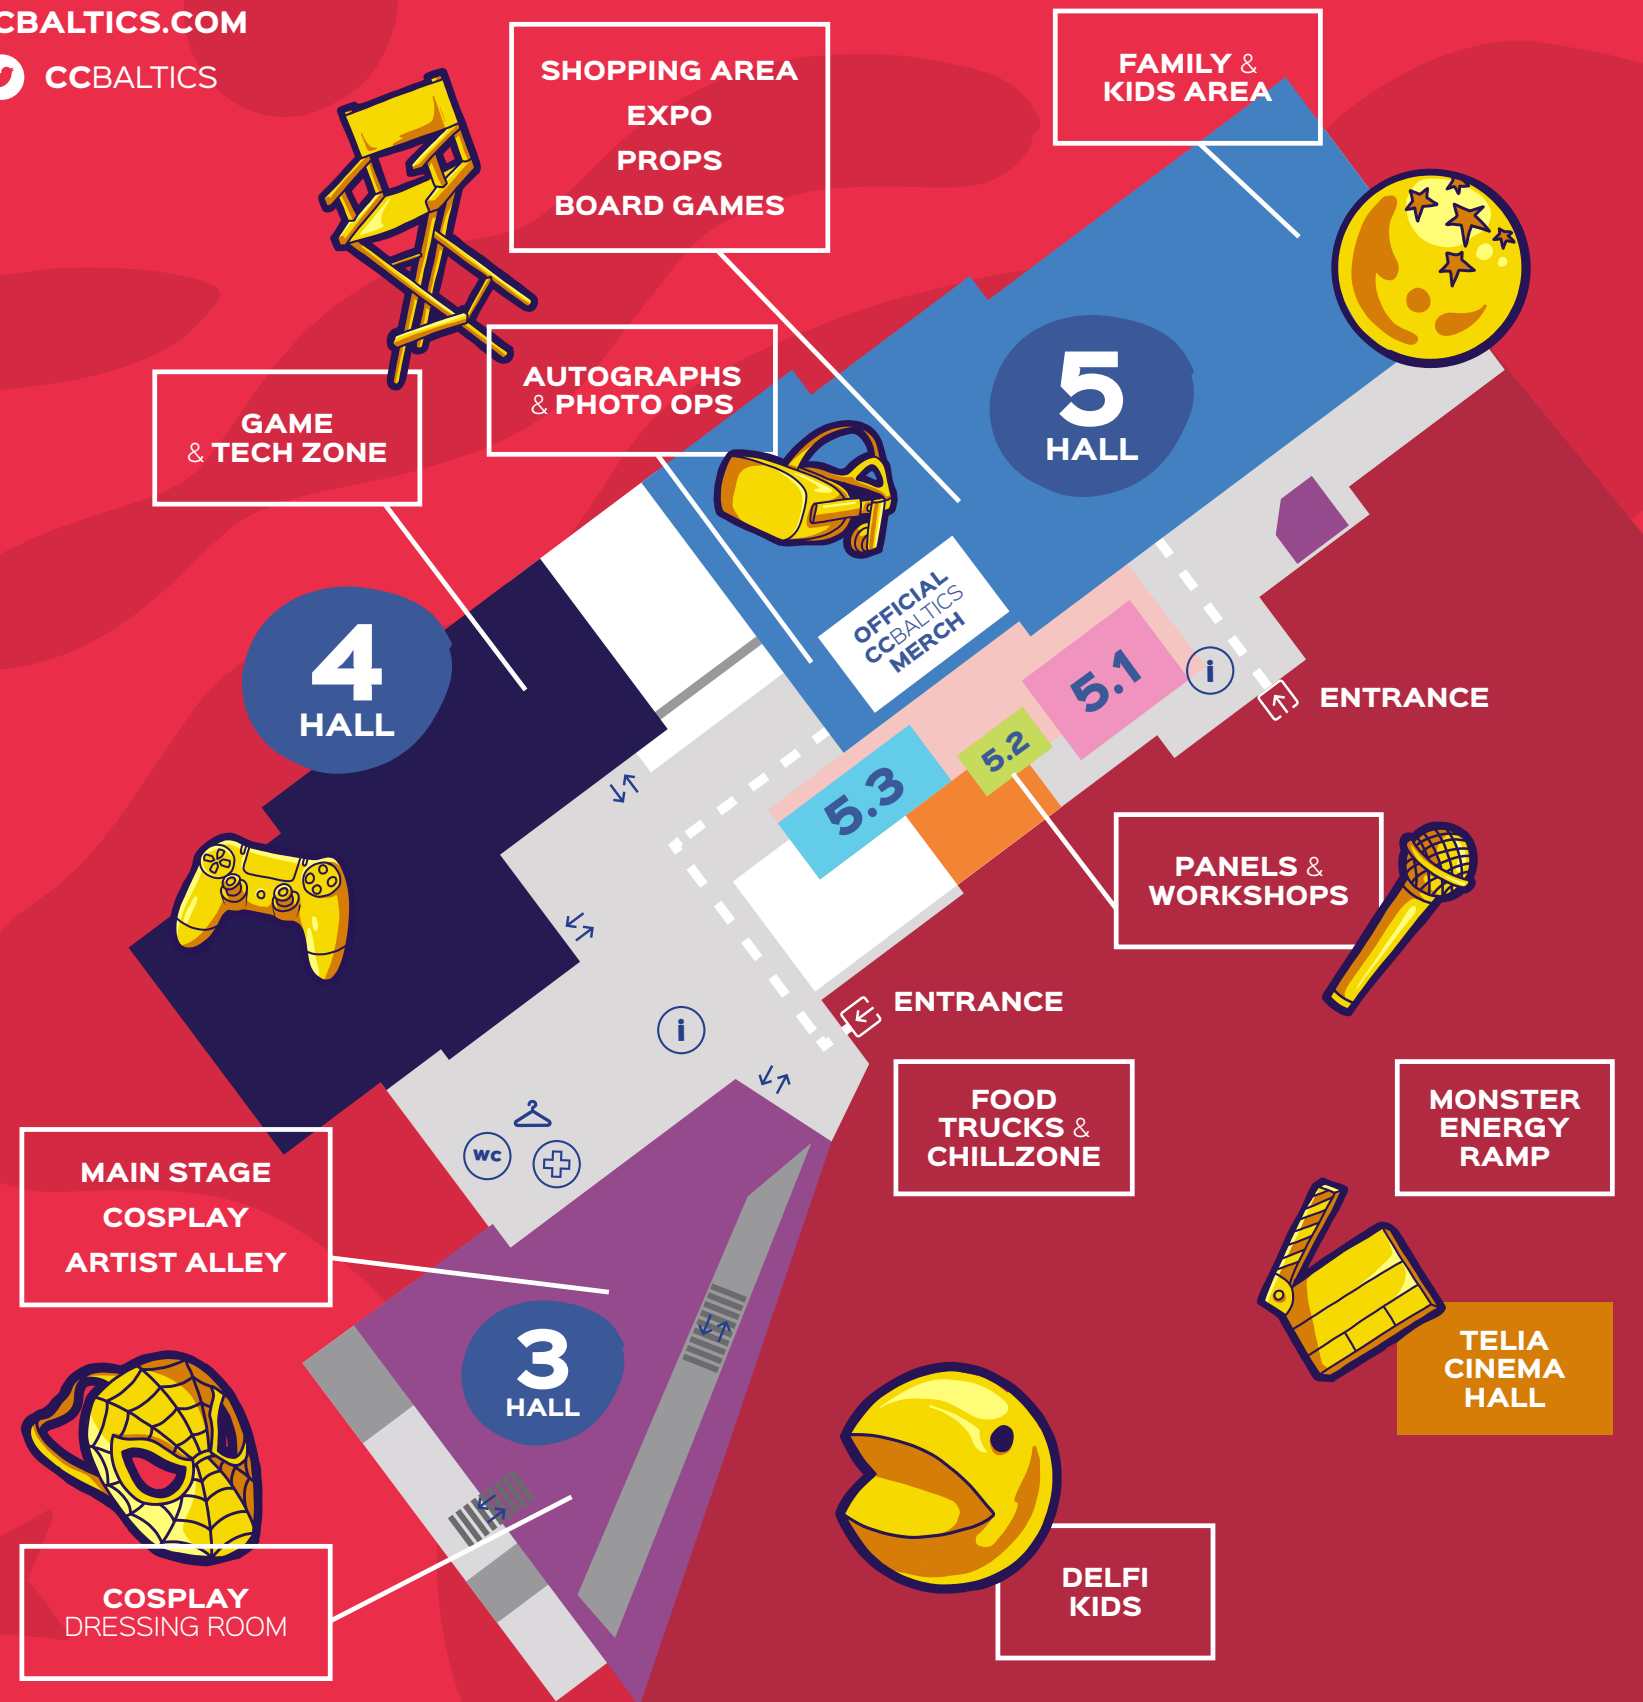 CBALTICS.COM
CCBALTICS
SHOPPING AREA
EXPO
PROPS
BOARD GAMES
FAMILY &
KIDS AREA
AUTOGRAPHS
& PHOTO OPS
GAME
& TECH ZONE
5
HALL
4
HALL
OFFICIAL
CCBALTICS
MERCH
5.1
5.2
5.3
i
ENTRANCE
PANELS &
WORKSHOPS
ENTRANCE
i
WC
FOOD
TRUCKS &
CHILLZONE
MONSTER
ENERGY
RAMP
MAIN STAGE
COSPLAY
ARTIST ALLEY
3
HALL
TELIA
CINEMA
HALL
COSPLAY
DRESSING ROOM
DELFI
KIDS